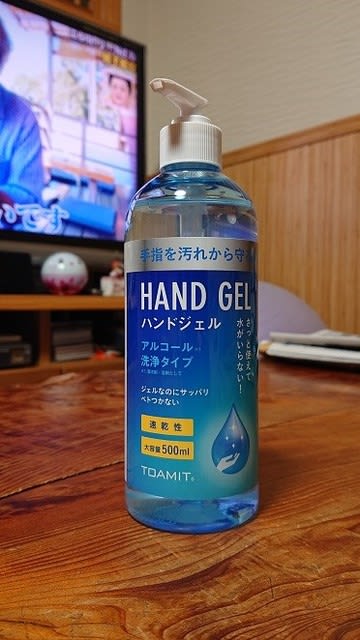 いです
手指を汚れから守
HAND GEL
ハンドジェル
アルコール
洗浄タイプ
さっと使えて、
水がいらない!
ジェルなのにサッパリ
ベトつかない
速乾性
大容量500ml
TOAMIT